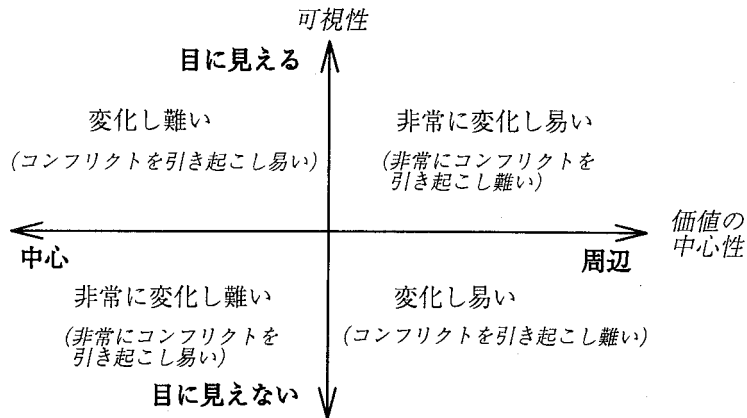 可視性
目に見える
変化し難い
(コンフリクトを引き起こし易い)
非常に変化し易い
(非常にコンフリクトを
引き起こし難い)
価値の
中心性
中心
周辺
非常に変化し難い
(非常にコンフリクトを
引き起こし易い)
変化し易い
(コンフリクトを引き起こし難い)
目に見えない